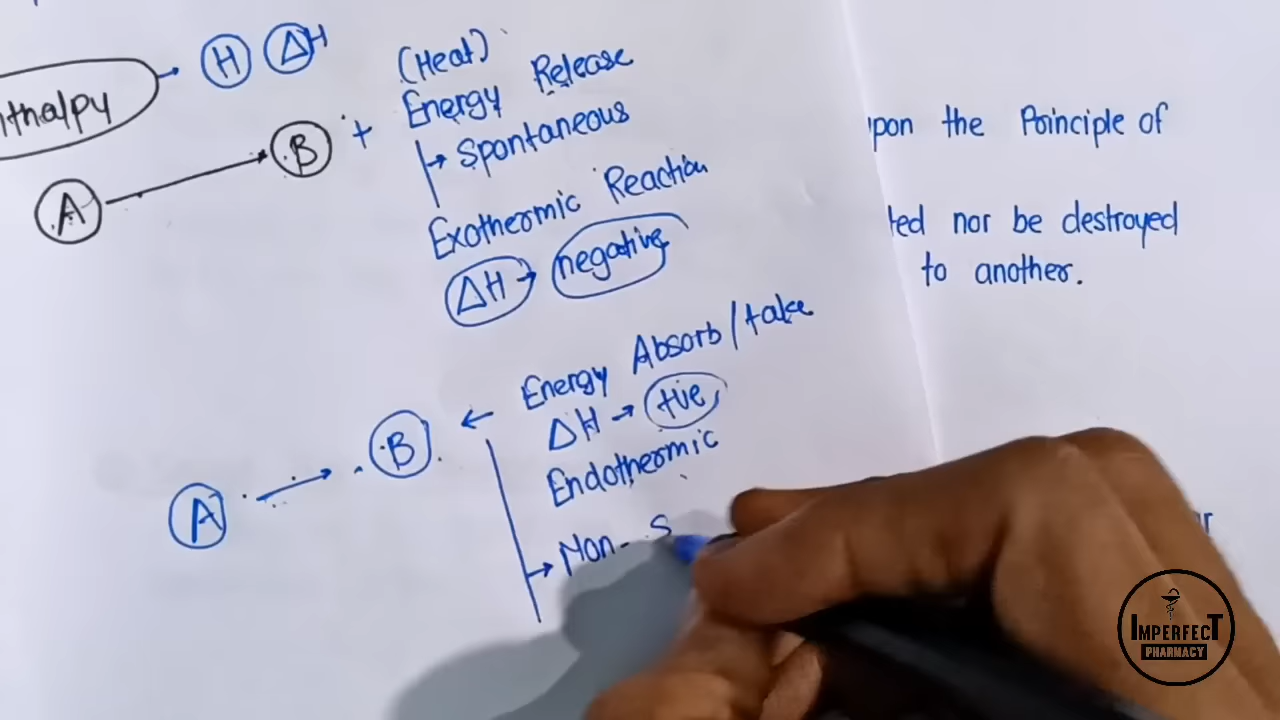 nthalpy → H ΔH
(Heat)
A → B + Energy Release
→ Spontaneous
Exothermic Reaction
ΔH → negative
A → B ← Energy Absorb/take
ΔH → +ve
Endothermic
→ Non- S
upon the Principle of
ted nor be destroyed
to another.
IMPERFECT
PHARMACY